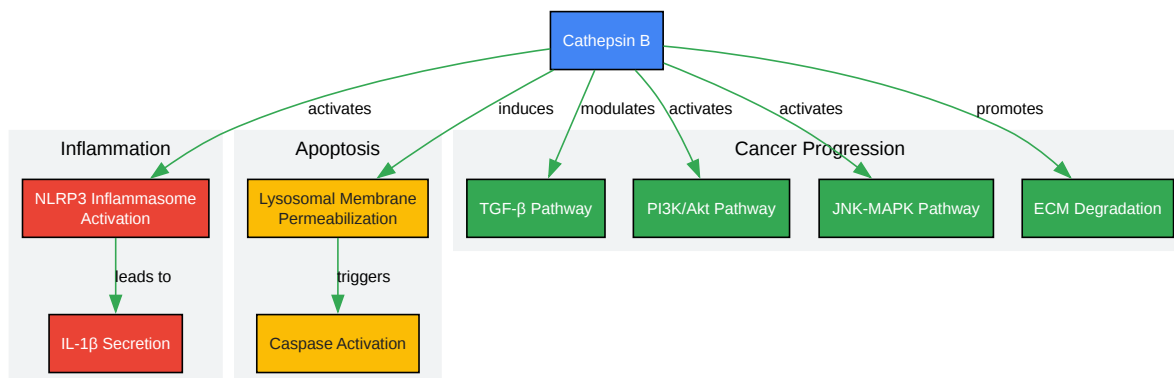 Cathepsin B
activates
induces
modulates
activates
activates
promotes
Inflammation
Apoptosis
Cancer Progression
NLRP3 Inflammasome
Activation
Lysosomal Membrane
Permeabilization
TGF-β Pathway
PI3K/Akt Pathway
JNK-MAPK Pathway
ECM Degradation
leads to
triggers
IL-1β Secretion
Caspase Activation